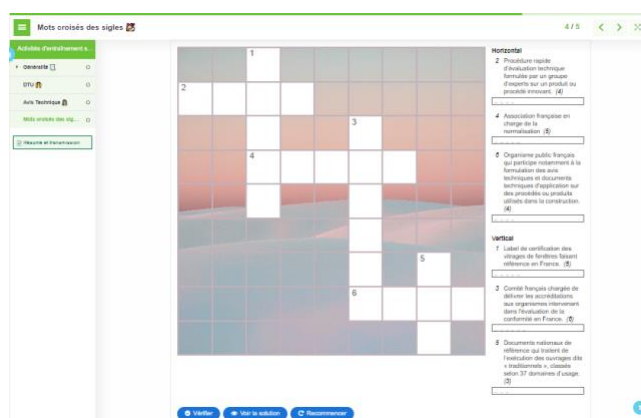 Mots croisés des sigles
4 / 5
Activités d'entraînement a...
Généralité
DTU
Avis Technique
Mots croisés des sig...
Résumé et transmission
1
2
3
4
5
6
Horizontal
2 Procédure rapide
d'évaluation technique
formulée par un groupe
d'experts sur un produit ou
procédé innovant. (4)
4 Association française en
charge de la
normalisation (5)
6 Organisme public français
qui participe notamment à la
formulation des avis
techniques et documents
techniques d'application sur
des procédés ou produits
utilisés dans la construction.
(4)
Vertical
1 Label de certification des
vitrages de fenêtres faisant
référence en France. (5)
3 Comité français chargée de
délivrer les accréditations
aux organismes intervenant
dans l'évaluation de la
conformité en France. (6)
5 Documents nationaux de
référence qui traitent de
l'exécution des ouvrages dits
« traditionnels », classés
selon 37 domaines d'usage.
(3)
Vérifier
Voir la solution
Recommencer